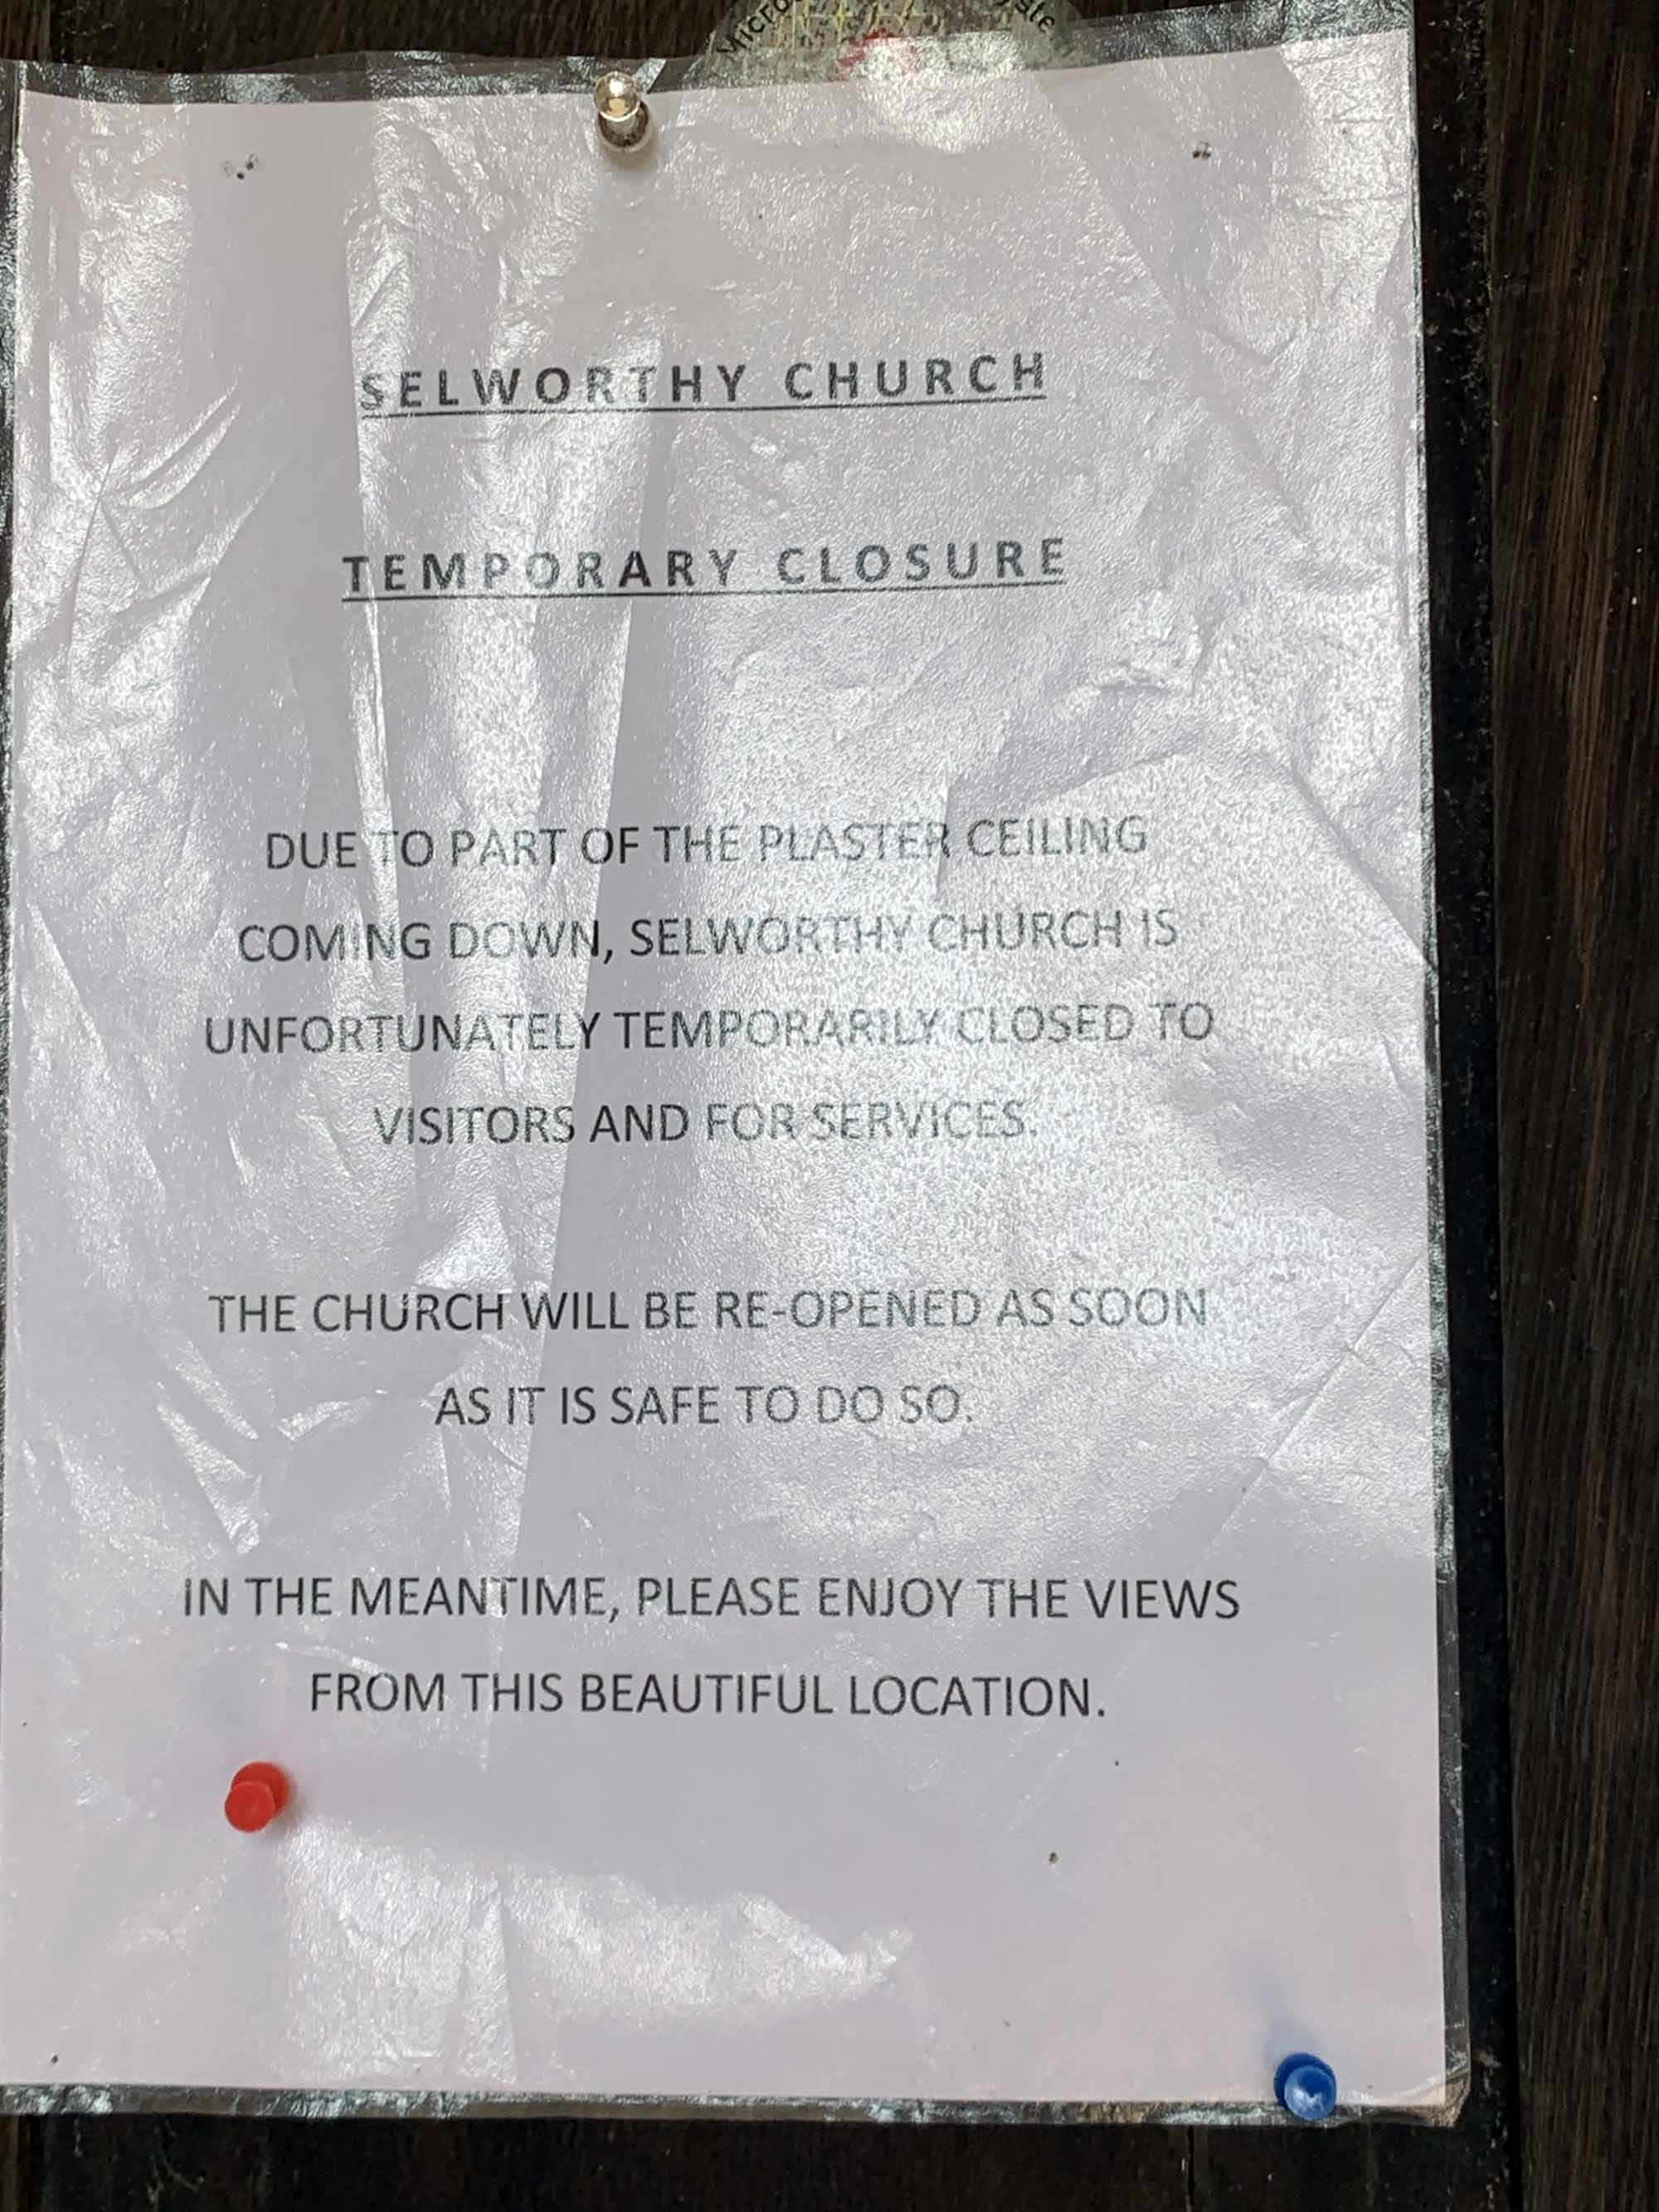 Micro
SELWORTHY CHURCH
TEMPORARY CLOSURE
DUE TO PART OF THE PLASTER CEILING
COMING DOWN, SELWORTHY CHURCH IS
UNFORTUNATELY TEMPORARILY CLOSED TO
VISITORS AND FOR SERVICES.
THE CHURCH WILL BE RE-OPENED AS SOON
AS IT IS SAFE TO DO SO.
IN THE MEANTIME, PLEASE ENJOY THE VIEWS
FROM THIS BEAUTIFUL LOCATION.